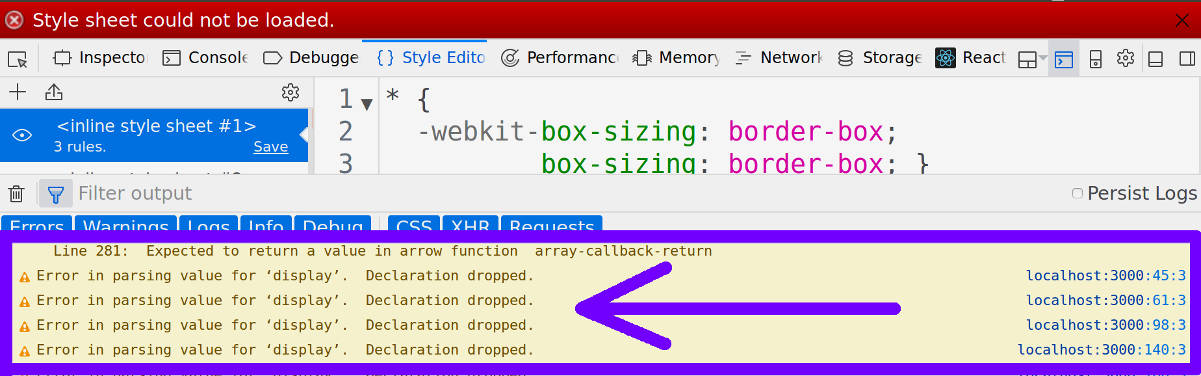 Style sheet could not be loaded.
Inspecto Console Debugge { } Style Edito Performanc Memory Network Storage React
<inline style sheet #1>
3 rules. Save
1 * {
2 -webkit-box-sizing: border-box;
3 box-sizing: border-box; }
Filter output Persist Logs
Errors Warnings Logs Info Debug CSS XHR Requests
Line 281: Expected to return a value in arrow function array-callback-return
Error in parsing value for ‘display’. Declaration dropped. localhost:3000:45:3
Error in parsing value for ‘display’. Declaration dropped. localhost:3000:61:3
Error in parsing value for ‘display’. Declaration dropped. localhost:3000:98:3
Error in parsing value for ‘display’. Declaration dropped. localhost:3000:140:3